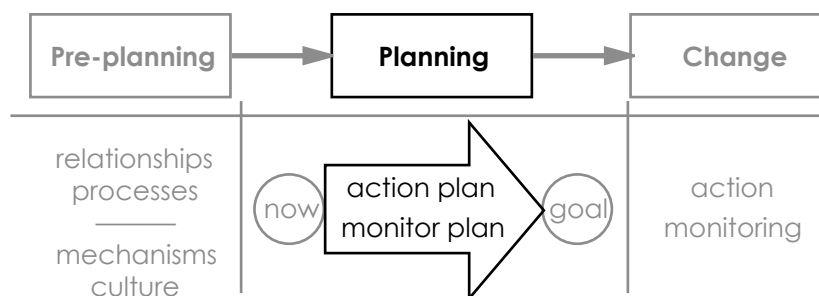 Pre-planning
Planning
Change
relationships
processes
mechanisms
culture
now
action plan
monitor plan
goal
action
monitoring